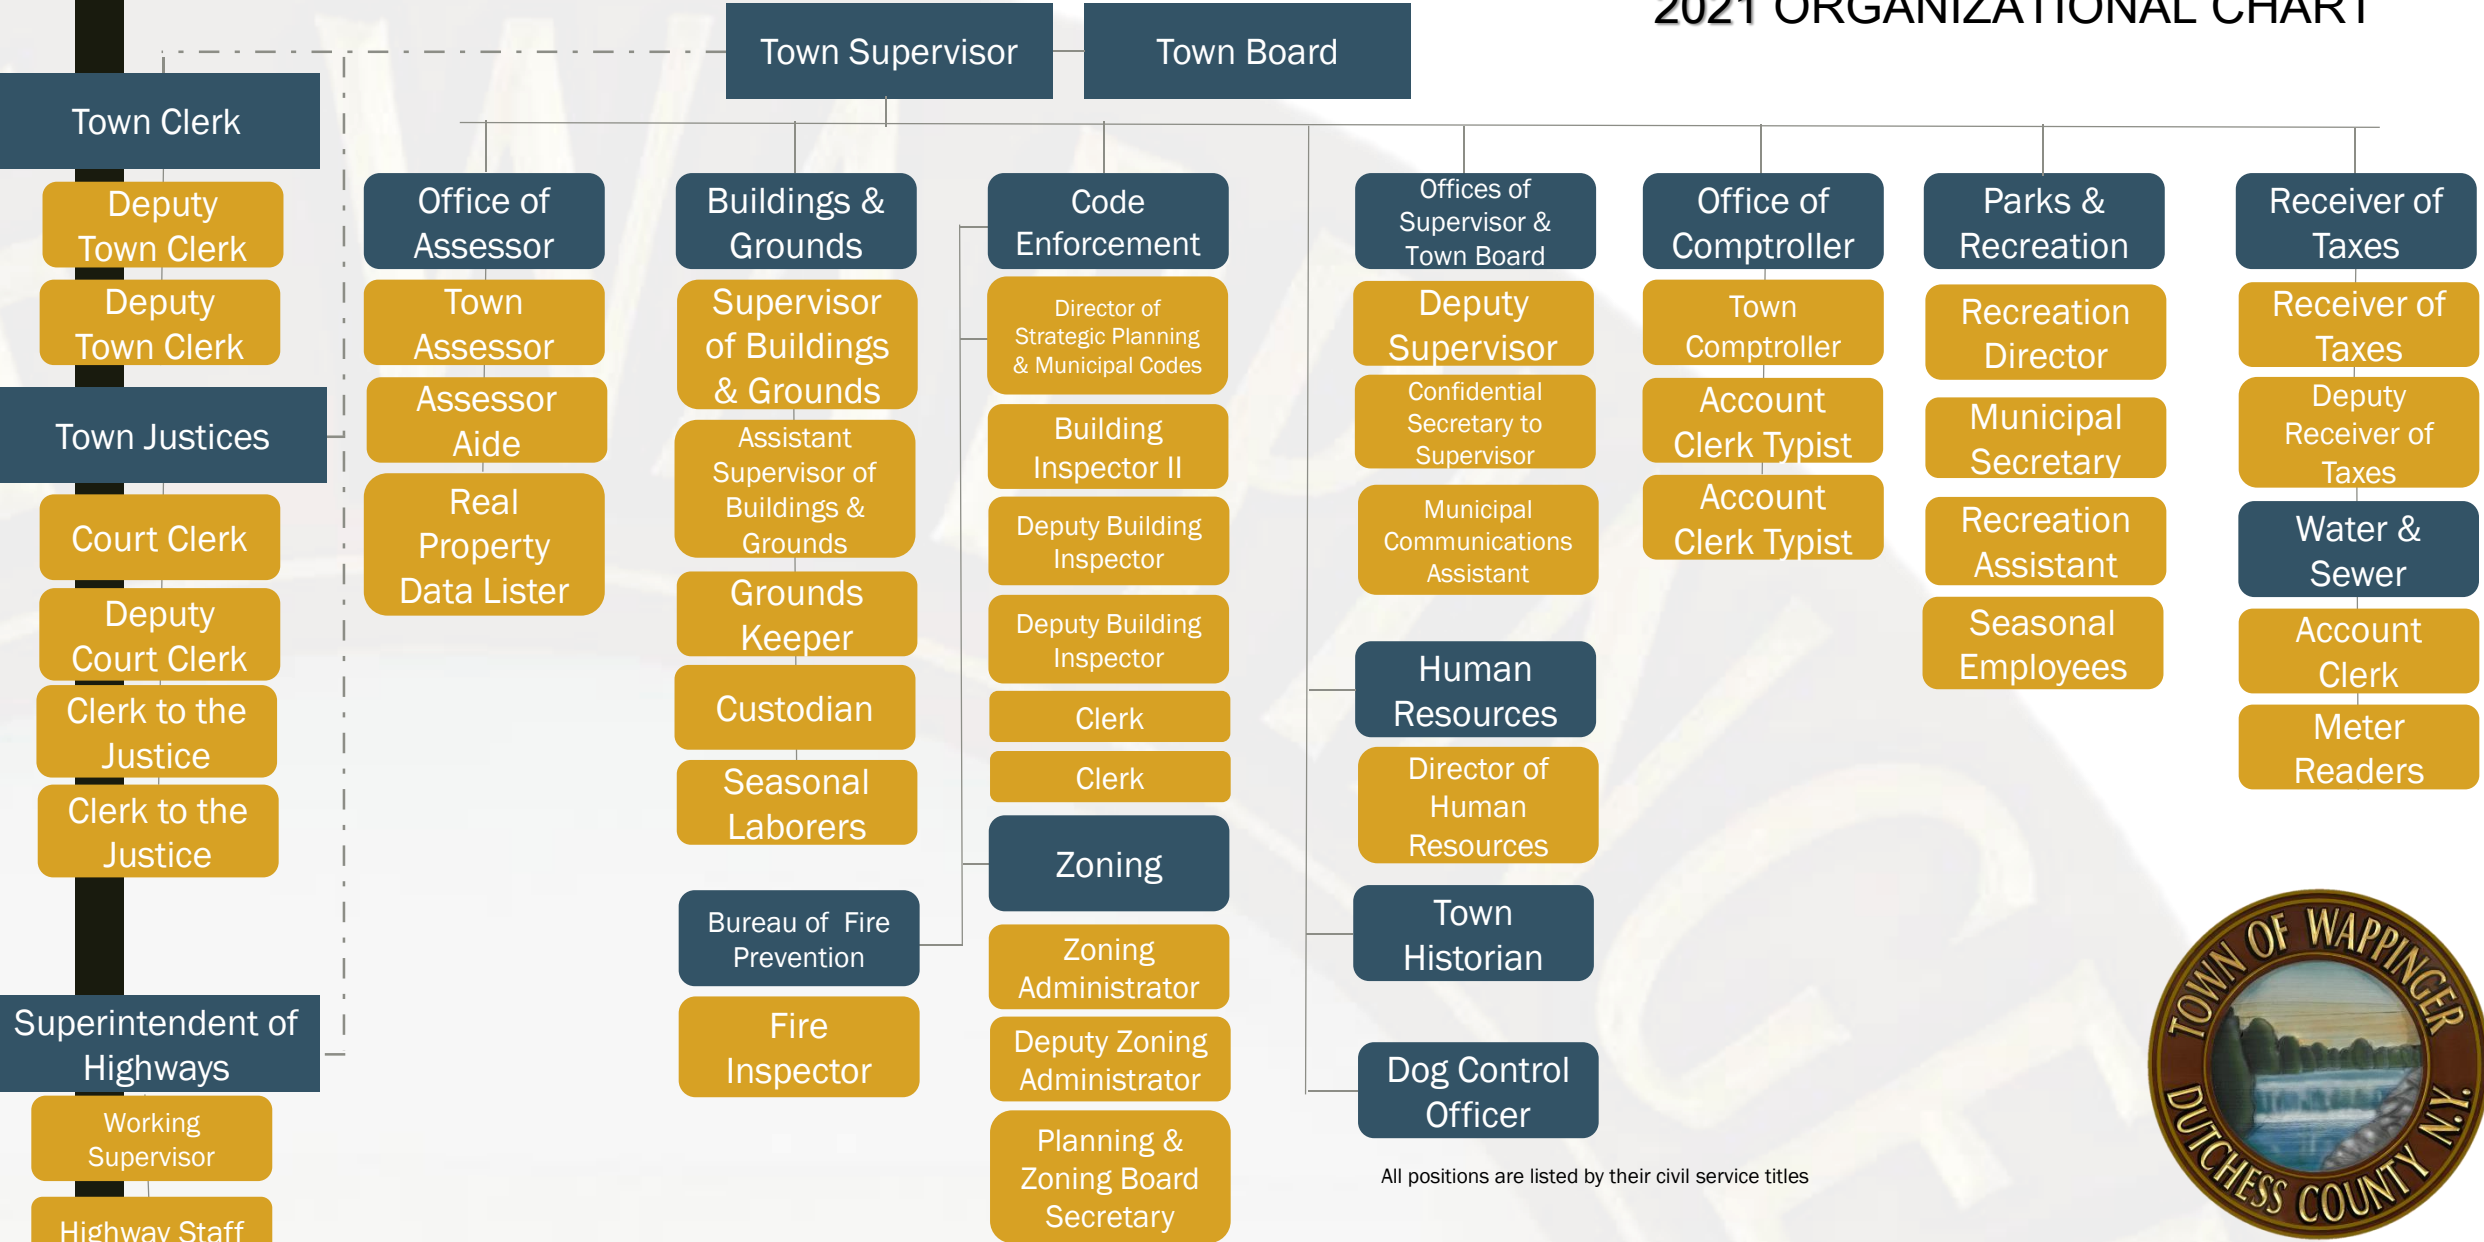 2021 ORGANIZATIONAL CHART
Town Supervisor
Town Board
Town Clerk
Deputy
Town Clerk
Deputy
Town Clerk
Town Justices
Court Clerk
Deputy
Court Clerk
Clerk to the
Justice
Clerk to the
Justice
Superintendent of
Highways
Working
Supervisor
Highway Staff
Office of
Assessor
Town
Assessor
Assessor
Aide
Real
Property
Data Lister
Buildings &
Grounds
Supervisor
of Buildings
& Grounds
Assistant
Supervisor of
Buildings &
Grounds
Grounds
Keeper
Custodian
Seasonal
Laborers
Bureau of  Fire
Prevention
Fire
Inspector
Code
Enforcement
Director of
Strategic Planning
& Municipal Codes
Building
Inspector II
Deputy Building
Inspector
Deputy Building
Inspector
Clerk
Clerk
Zoning
Zoning
Administrator
Deputy Zoning
Administrator
Planning &
Zoning Board
Secretary
Offices of
Supervisor &
Town Board
Deputy
Supervisor
Confidential
Secretary to
Supervisor
Municipal
Communications
Assistant
Human
Resources
Director of
Human
Resources
Town
Historian
Dog Control
Officer
Office of
Comptroller
Town
Comptroller
Account
Clerk Typist
Account
Clerk Typist
Parks &
Recreation
Recreation
Director
Municipal
Secretary
Recreation
Assistant
Seasonal
Employees
Receiver of
Taxes
Receiver of
Taxes
Deputy
Receiver of
Taxes
Water &
Sewer
Account
Clerk
Meter
Readers
All positions are listed by their civil service titles
TOWN OF WAPPINGER
DUTCHESS COUNTY N.Y.